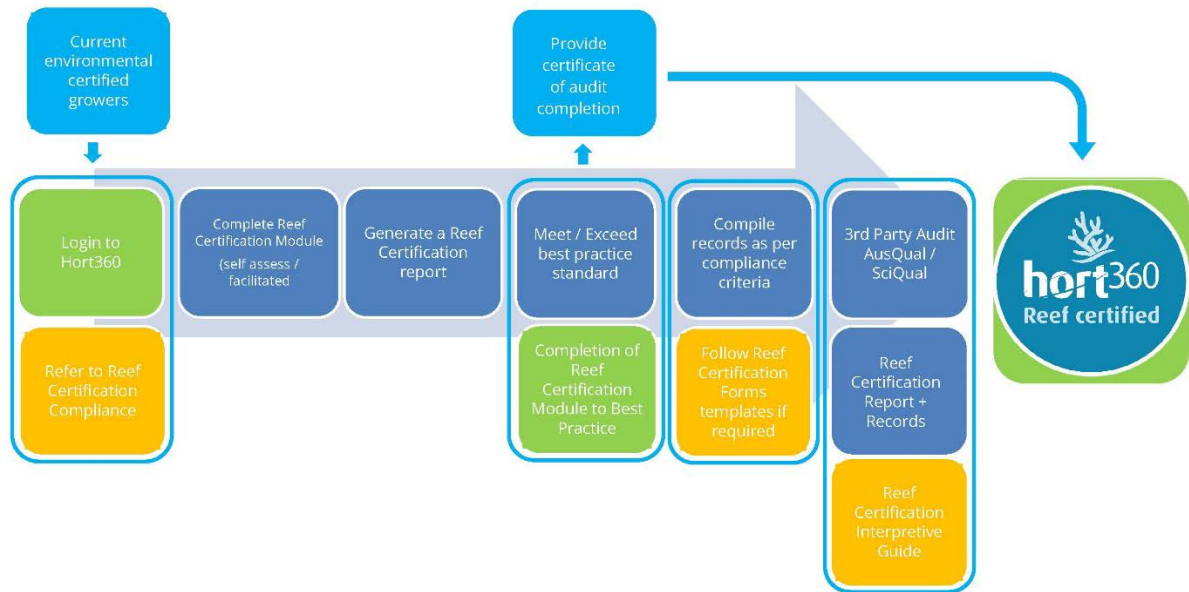 Current
environmental
certified
growers
Provide
certificate
of audit
completion
Login to
Hort360
Complete Reef
Certification Module
(self assess /
facilitated
Generate a Reef
Certification
report
Meet / Exceed
best practice
standard
Compile
records as per
compliance
criteria
3rd Party Audit
AusQual /
SciQual
hort360
Reef certified
Refer to Reef
Certification
Compliance
Completion of
Reef
Certification
Module to Best
Practice
Follow Reef
Certification
Forms
templates if
required
Reef
Certification
Report +
Records
Reef
Certification
Interpretive
Guide